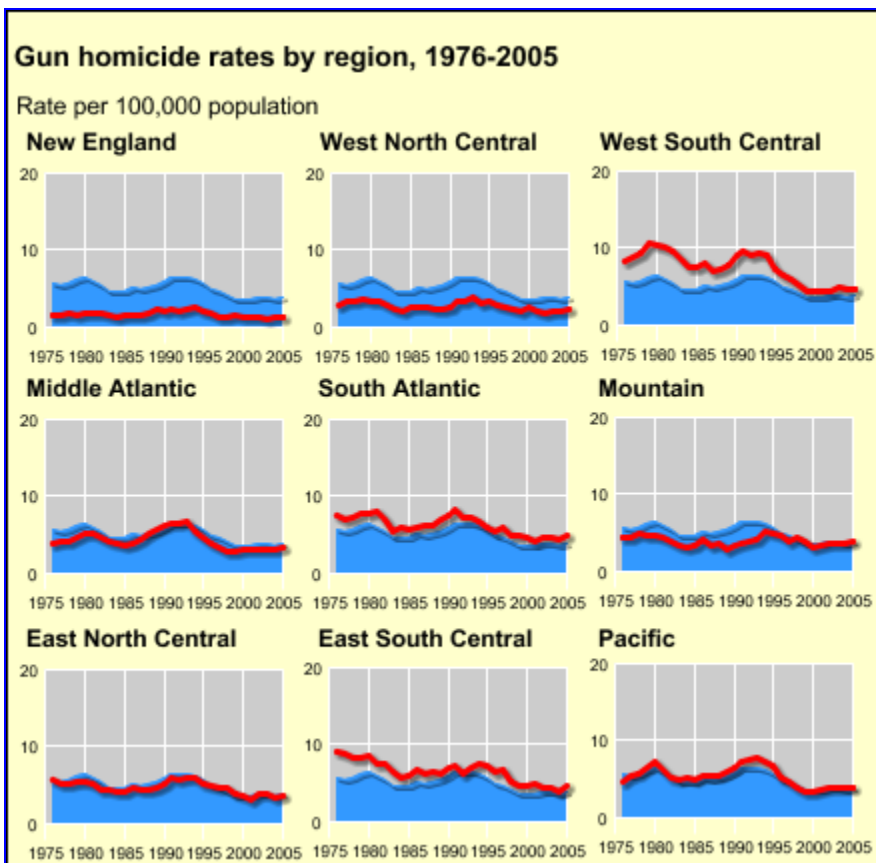 Gun homicide rates by region, 1976-2005
Rate per 100,000 population
New England
20
10
0
1975 1980 1985 1990 1995 2000 2005
West North Central
20
10
0
1975 1980 1985 1990 1995 2000 2005
West South Central
20
10
0
1975 1980 1985 1990 1995 2000 2005
Middle Atlantic
20
10
0
1975 1980 1985 1990 1995 2000 2005
South Atlantic
20
10
0
1975 1980 1985 1990 1995 2000 2005
Mountain
20
10
0
1975 1980 1985 1990 1995 2000 2005
East North Central
20
10
0
1975 1980 1985 1990 1995 2000 2005
East South Central
20
10
0
1975 1980 1985 1990 1995 2000 2005
Pacific
20
10
0
1975 1980 1985 1990 1995 2000 2005